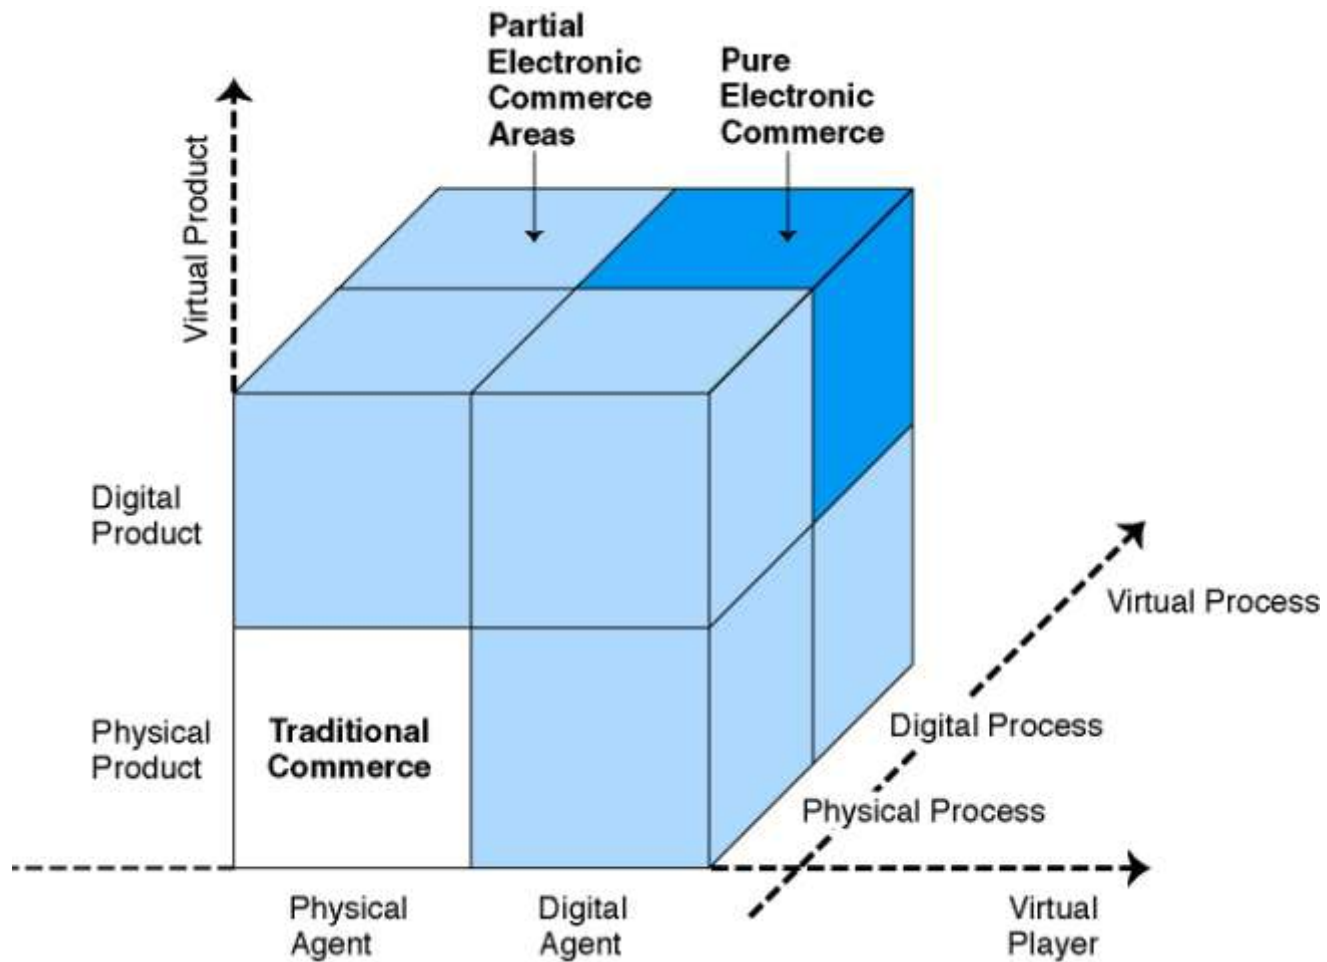 Partial
Electronic
Commerce
Areas
Pure
Electronic
Commerce
Virtual Product
Digital
Product
Virtual Process
Digital Process
Physical
Product
Traditional
Commerce
Physical Process
Physical
Agent
Digital
Agent
Virtual
Player